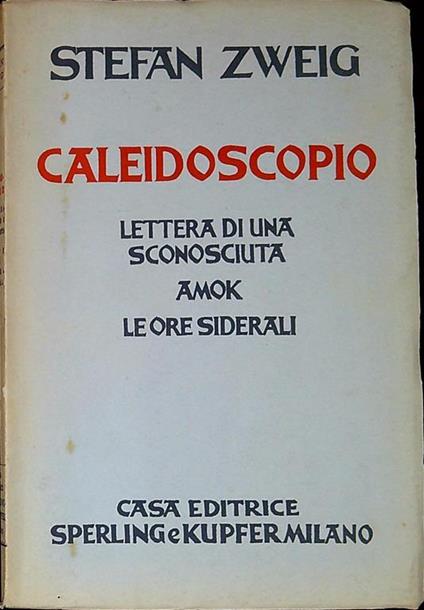 STEFAN ZWEIG
CALEIDOSCOPIO
LETTERA DI UNA
SCONOSCIUTA
AMOK
LE ORE SIDERALI
CASA EDITRICE
SPERLING e KUPFER MILANO